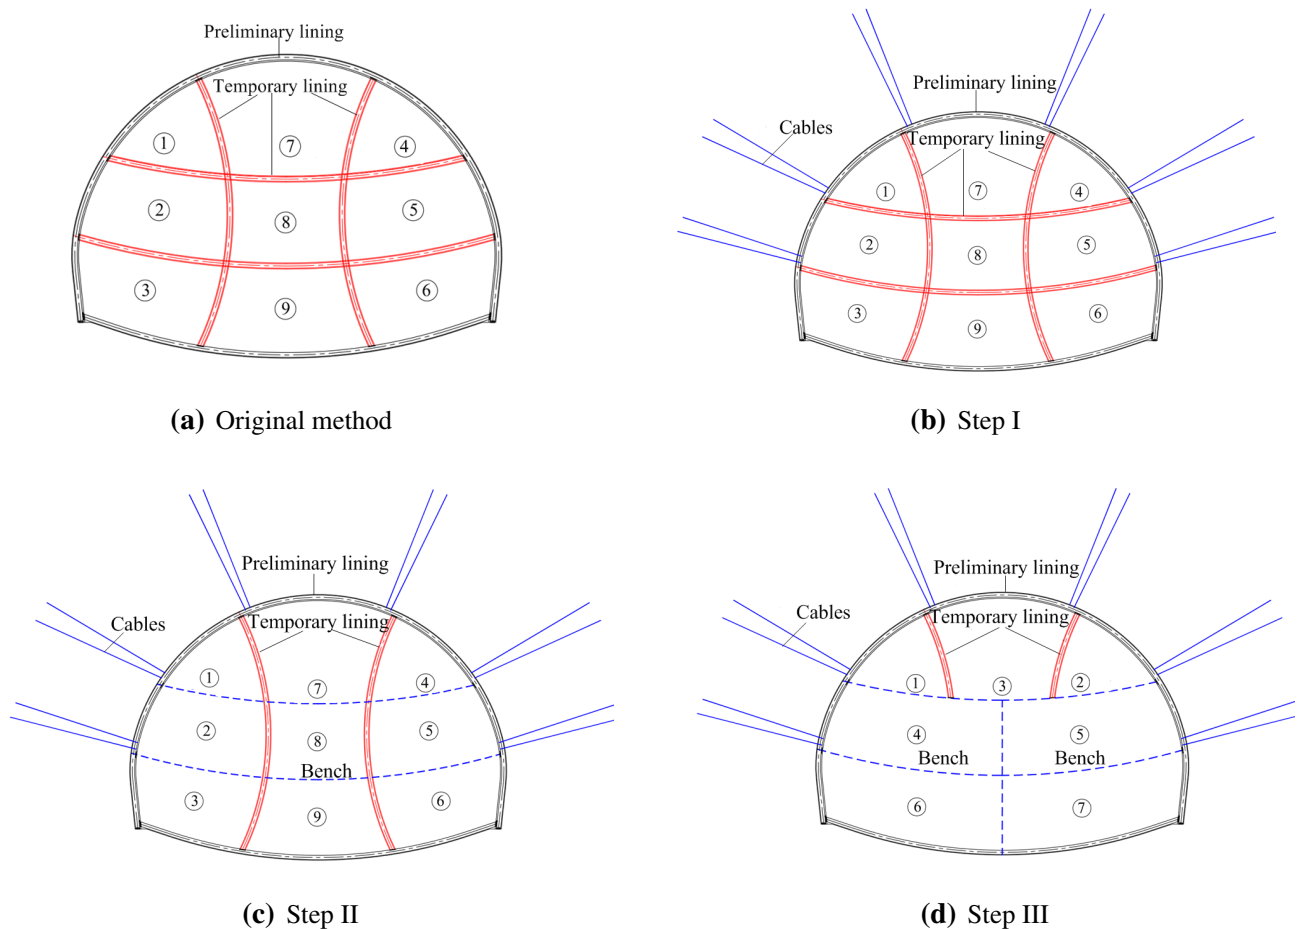 Preliminary lining
Temporary lining
① ⑦ ④
② ⑧ ⑤
③ ⑨ ⑥
(a) Original method
Preliminary lining
Cables
Temporary lining
① ⑦ ④
② ⑧ ⑤
③ ⑨ ⑥
(b) Step I
Preliminary lining
Cables
Temporary lining
① ⑦ ④
② ⑧ ⑤
Bench
③ ⑨ ⑥
(c) Step II
Preliminary lining
Cables
Temporary lining
① ③ ②
④ ⑤
Bench Bench
⑥ ⑦
(d) Step III